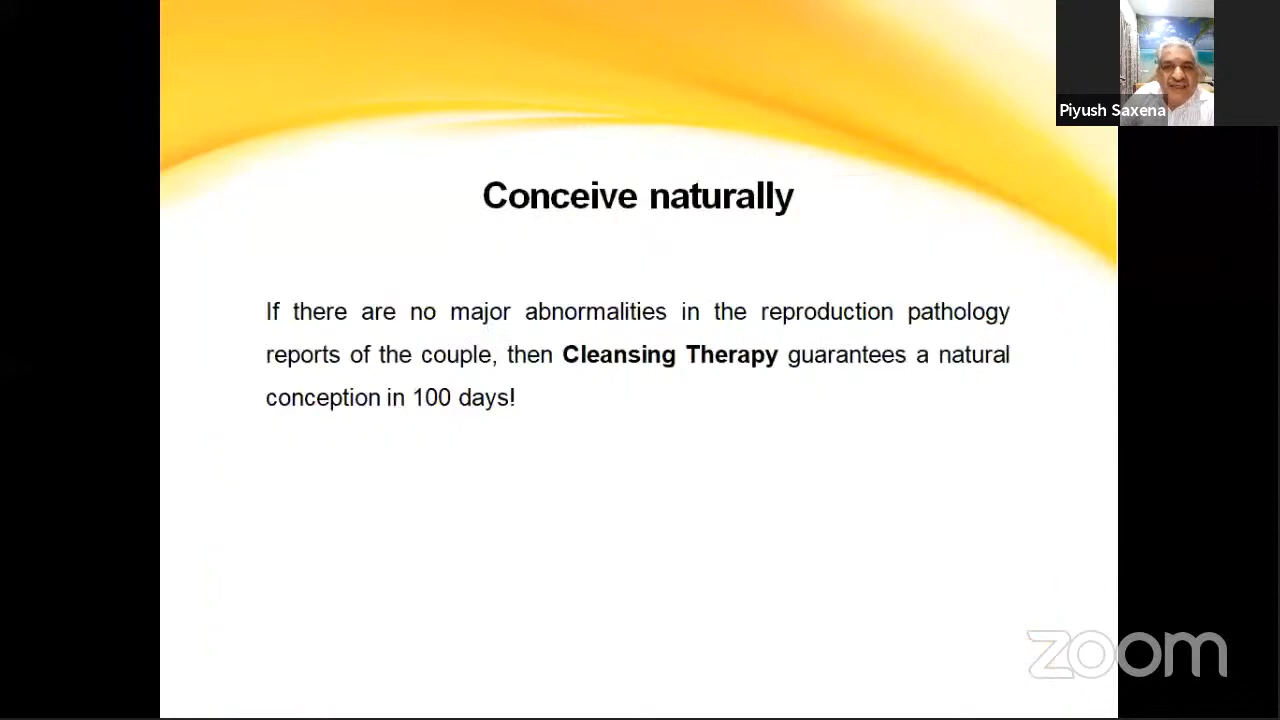 Piyush Saxena
Conceive naturally
If there are no major abnormalities in the reproduction pathology
reports of the couple, then Cleansing Therapy guarantees a natural
conception in 100 days!
zoom